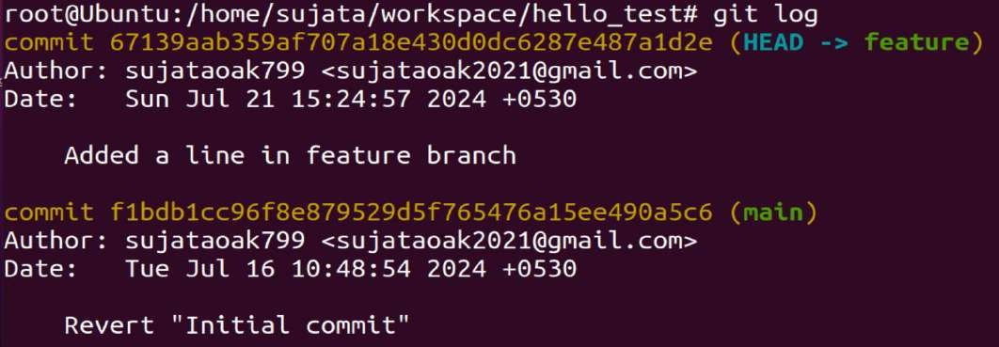 root@Ubuntu:/home/sujata/workspace/hello_test# git log
commit 67139aab359af707a18e430d0dc6287e487a1d2e (HEAD -> feature)
Author: sujataoak799 <sujataoak2021@gmail.com>
Date:   Sun Jul 21 15:24:57 2024 +0530

    Added a line in feature branch

commit f1bdb1cc96f8e879529d5f765476a15ee490a5c6 (main)
Author: sujataoak799 <sujataoak2021@gmail.com>
Date:   Tue Jul 16 10:48:54 2024 +0530

    Revert "Initial commit"